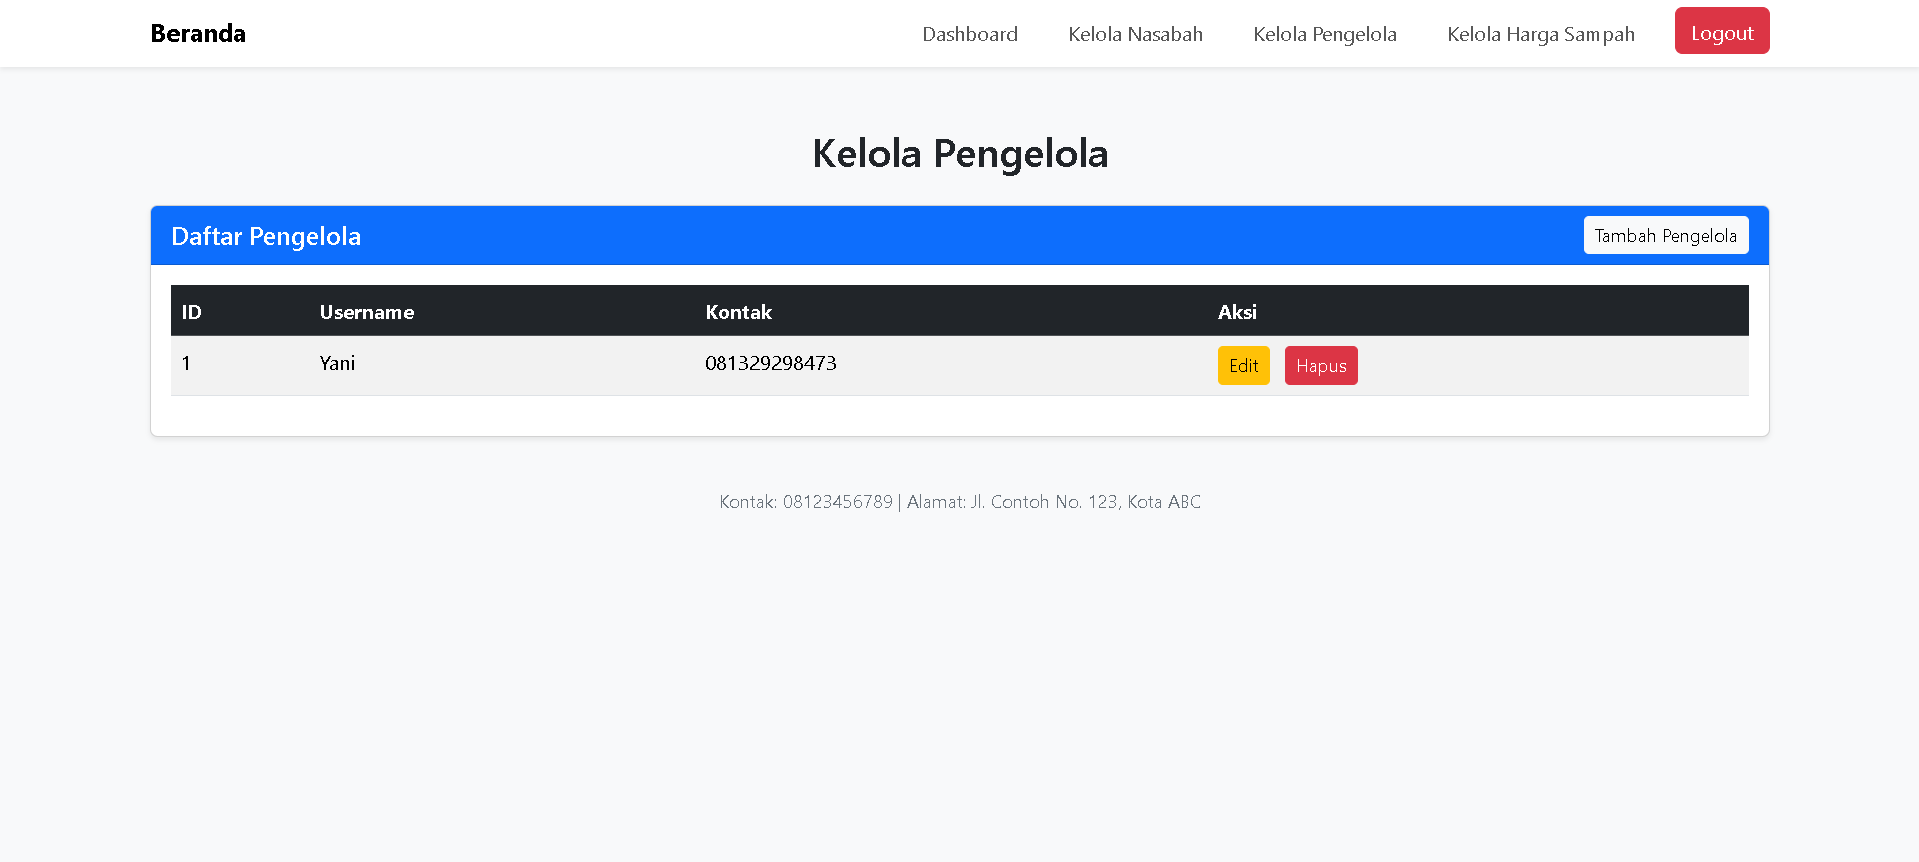 Beranda Dashboard Kelola Nasabah Kelola Pengelola Kelola Harga Sampah Logout
Kelola Pengelola
Daftar Pengelola Tambah Pengelola
ID Username Kontak Aksi
1 Yani 081329298473 Edit Hapus
Kontak: 08123456789 | Alamat: Jl. Contoh No. 123, Kota ABC